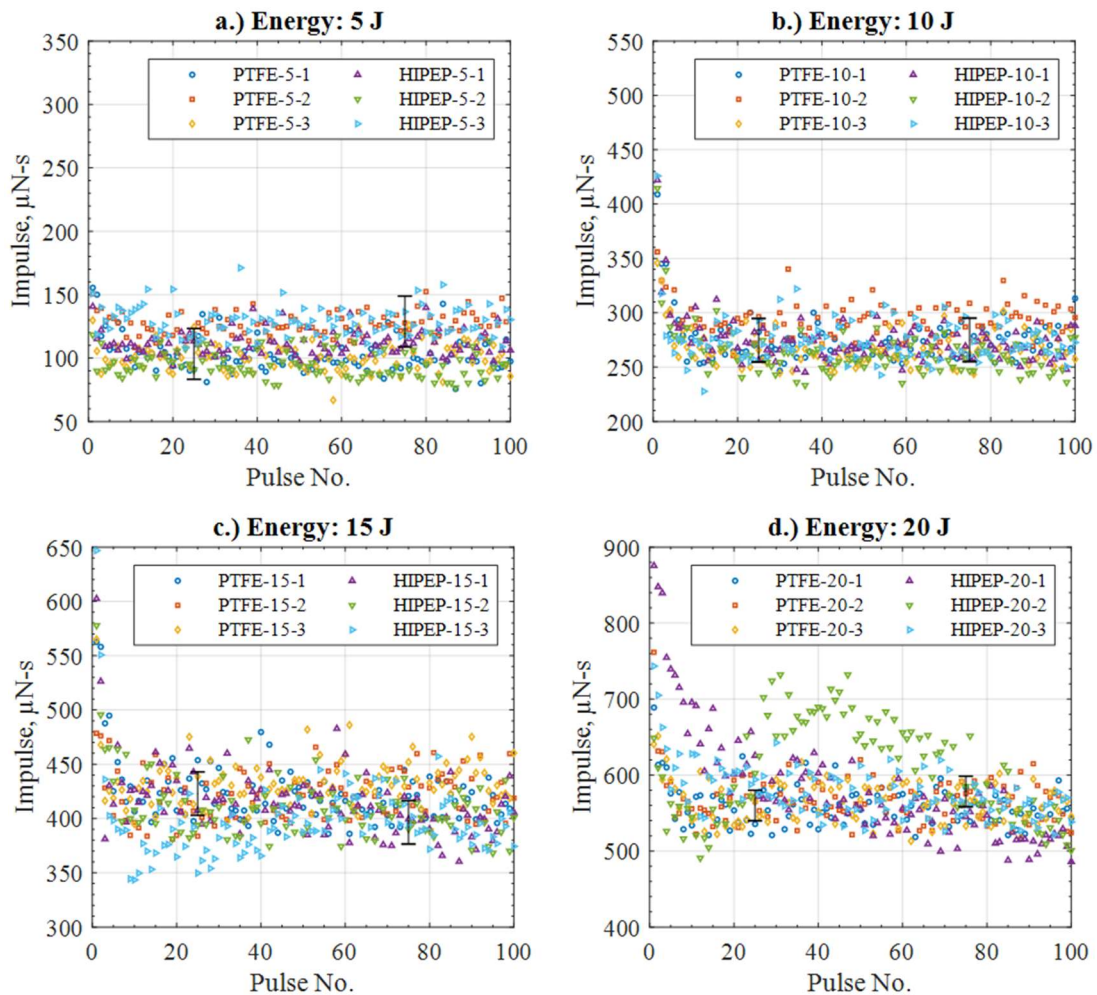 a.) Energy: 5 J
350
300
250
200
150
100
50
Impulse, µN-s
PTFE-5-1 HIPEP-5-1
PTFE-5-2 HIPEP-5-2
PTFE-5-3 HIPEP-5-3
0 20 40 60 80 100
Pulse No.
b.) Energy: 10 J
550
500
450
400
350
300
250
200
Impulse, µN-s
PTFE-10-1 HIPEP-10-1
PTFE-10-2 HIPEP-10-2
PTFE-10-3 HIPEP-10-3
0 20 40 60 80 100
Pulse No.
c.) Energy: 15 J
650
600
550
500
450
400
350
300
Impulse, µN-s
PTFE-15-1 HIPEP-15-1
PTFE-15-2 HIPEP-15-2
PTFE-15-3 HIPEP-15-3
0 20 40 60 80 100
Pulse No.
d.) Energy: 20 J
900
800
700
600
500
400
Impulse, µN-s
PTFE-20-1 HIPEP-20-1
PTFE-20-2 HIPEP-20-2
PTFE-20-3 HIPEP-20-3
0 20 40 60 80 100
Pulse No.